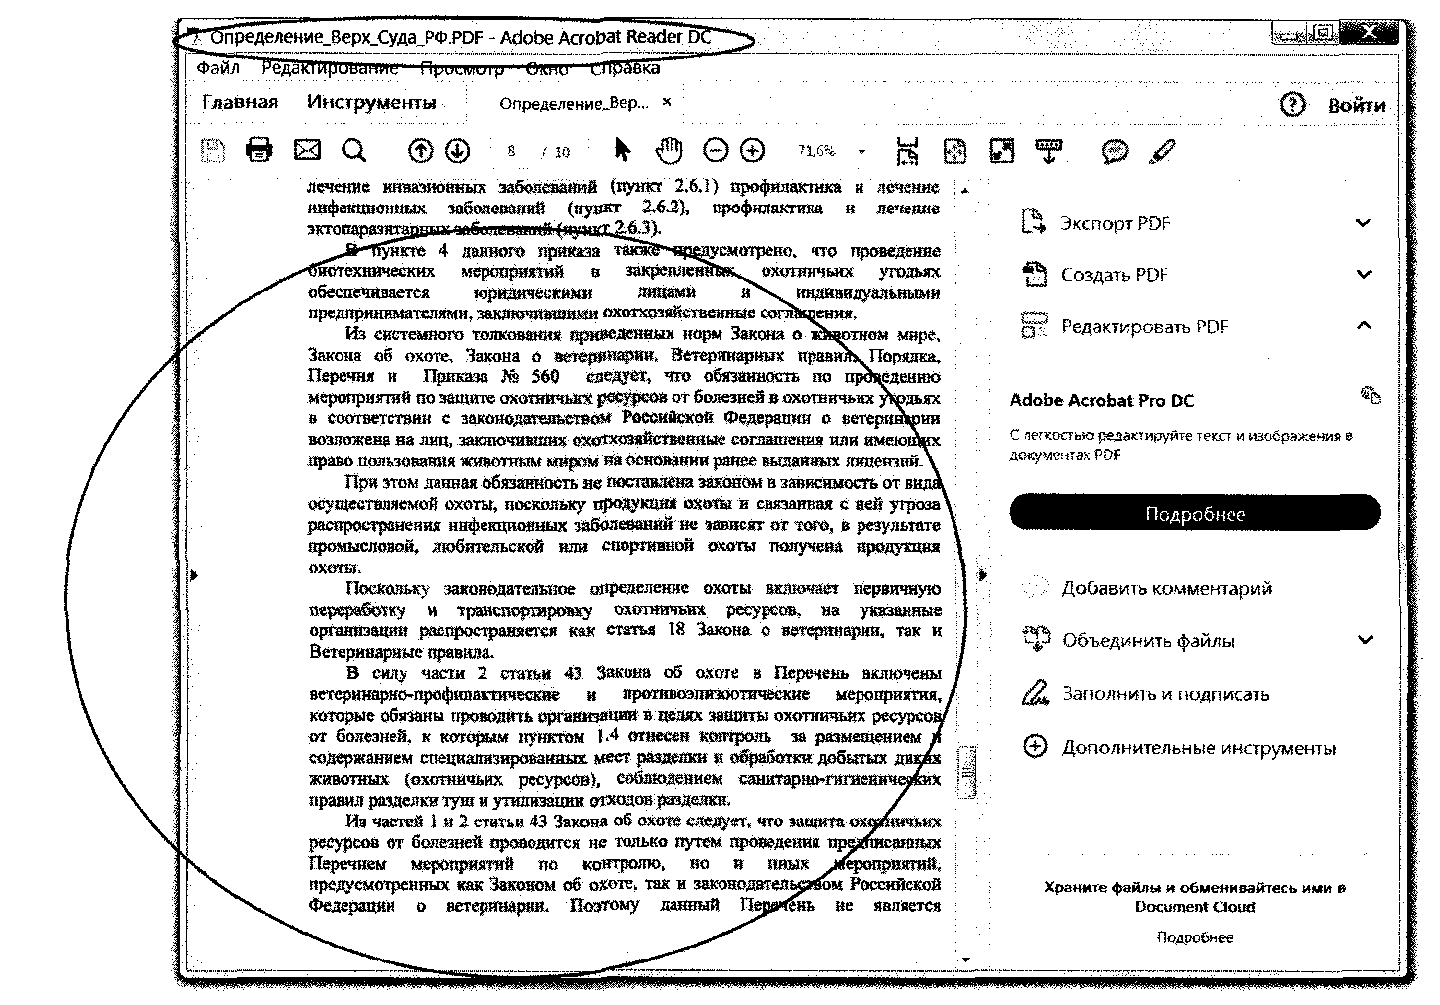 Определение_Верх_Суда_РФ.PDF - Adobe Acrobat Reader DC
Файл Редактирование Просмотр Окно Справка
Главная Инструменты Определение_Вер... ×
Войти
8 / 10 71,6%
лечение инвазионных заболеваний (пункт 2.6.1) профилактика и лечение
инфекционных заболеваний (пункт 2.6.2), профилактика и лечение
эктопаразитарных заболеваний (пункт 2.6.3).
В пункте 4 данного приказа также предусмотрено, что проведение
биотехнических мероприятий в закрепленных охотничьих угодьях
обеспечивается юридическими лицами и индивидуальными
предпринимателями, заключившими охотхозяйственные соглашения.
Из системного толкования приведенных норм Закона о животном мире,
Закона об охоте, Закона о ветеринарии, Ветеринарных правил, Порядка,
Перечня и Приказа № 560 следует, что обязанность по проведению
мероприятий по защите охотничьих ресурсов от болезней в охотничьих угодьях
в соответствии с законодательством Российской Федерации о ветеринарии
возложена на лиц, заключивших охотхозяйственные соглашения или имеющих
право пользования животным миром на основании ранее выданных лицензий.
При этом данная обязанность не поставлена законом в зависимость от вида
осуществляемой охоты, поскольку продукция охоты и связанная с ней угроза
распространения инфекционных заболеваний не зависят от того, в результате
промысловой, любительской или спортивной охоты получена продукция
охоты.
Поскольку законодательное определение охоты включает первичную
переработку и транспортировку охотничьих ресурсов, на указанные
организации распространяется как статья 18 Закона о ветеринарии, так и
Ветеринарные правила.
В силу части 2 статьи 43 Закона об охоте в Перечень включены
ветеринарно-профилактические и противоэпизоотические мероприятия,
которые обязаны проводить организации в целях защиты охотничьих ресурсов
от болезней, к которым пунктом 1.4 отнесен контроль за размещением и
содержанием специализированных мест разделки и обработки добытых диких
животных (охотничьих ресурсов), соблюдением санитарно-гигиенических
правил разделки туш и утилизации отходов разделки.
Из частей 1 и 2 статьи 43 Закона об охоте следует, что защита охотничьих
ресурсов от болезней проводится не только путем проведения предписанных
Перечнем мероприятий по контролю, но и иных мероприятий,
предусмотренных как Законом об охоте, так и законодательством Российской
Федерации о ветеринарии. Поэтому данный Перечень не является
Экспорт PDF
Создать PDF
Редактировать PDF
Adobe Acrobat Pro DC
С легкостью редактируйте текст и изображения в
документах PDF
Подробнее
Добавить комментарий
Объединить файлы
Заполнить и подписать
Дополнительные инструменты
Храните файлы и обменивайтесь ими в
Document Cloud
Подробнее